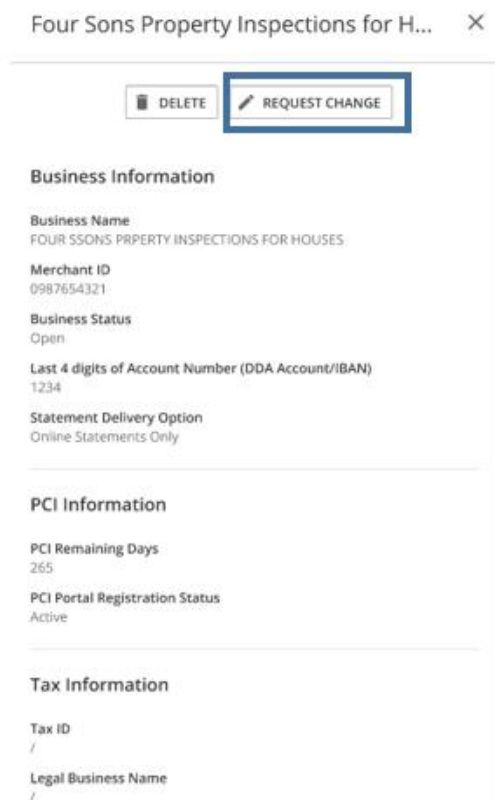 Four Sons Property Inspections for H...
DELETE
REQUEST CHANGE
Business Information
Business Name
FOUR SSONS PRPERTY INSPECTIONS FOR HOUSES
Merchant ID
0987654321
Business Status
Open
Last 4 digits of Account Number (DDA Account/IBAN)
1234
Statement Delivery Option
Online Statements Only
PCI Information
PCI Remaining Days
265
PCI Portal Registration Status
Active
Tax Information
Tax ID
/
Legal Business Name
/